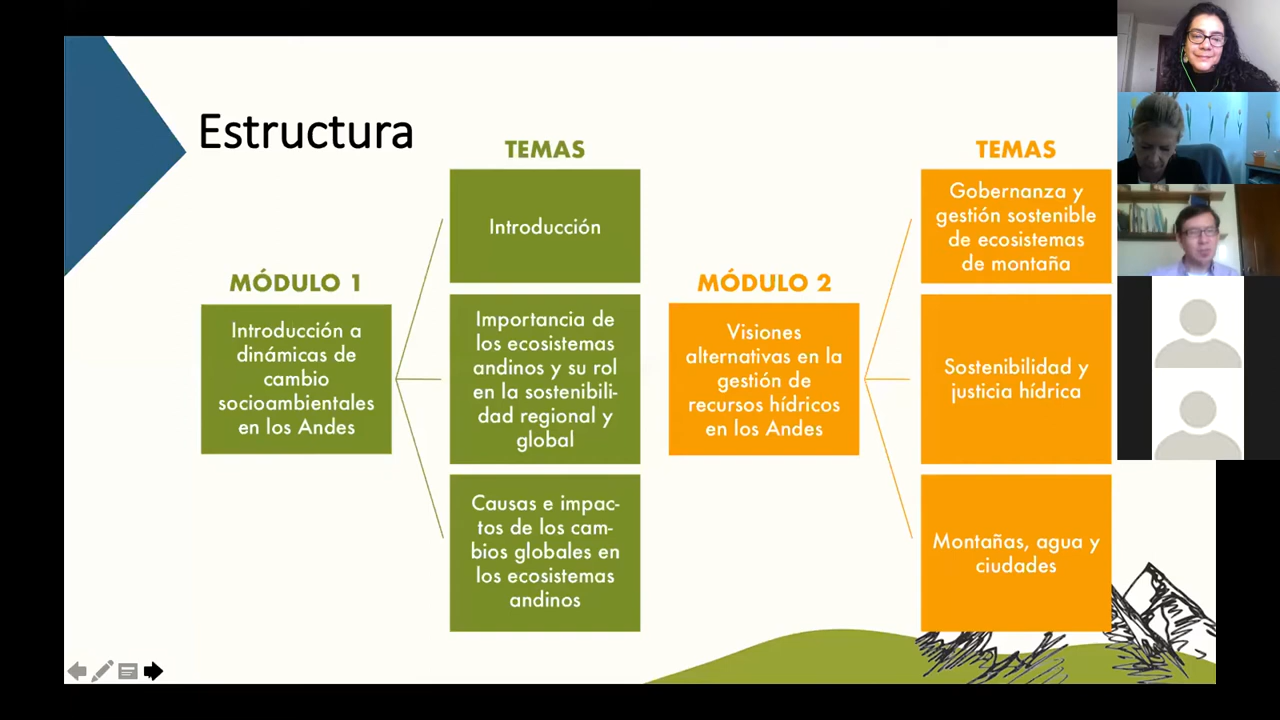 Estructura
MÓDULO 1
Introducción a
dinámicas de
cambio
socioambientales
en los Andes
TEMAS
Introducción
Importancia de
los ecosistemas
andinos y su rol
en la sostenibili-
dad regional y
global
Causas e impac-
tos de los cam-
bios globales en
los ecosistemas
andinos
MÓDULO 2
Visiones
alternativas en la
gestión de
recursos hídricos
en los Andes
TEMAS
Gobernanza y
gestión sostenible
de ecosistemas
de montaña
Sostenibilidad y
justicia hídrica
Montañas, agua y
ciudades